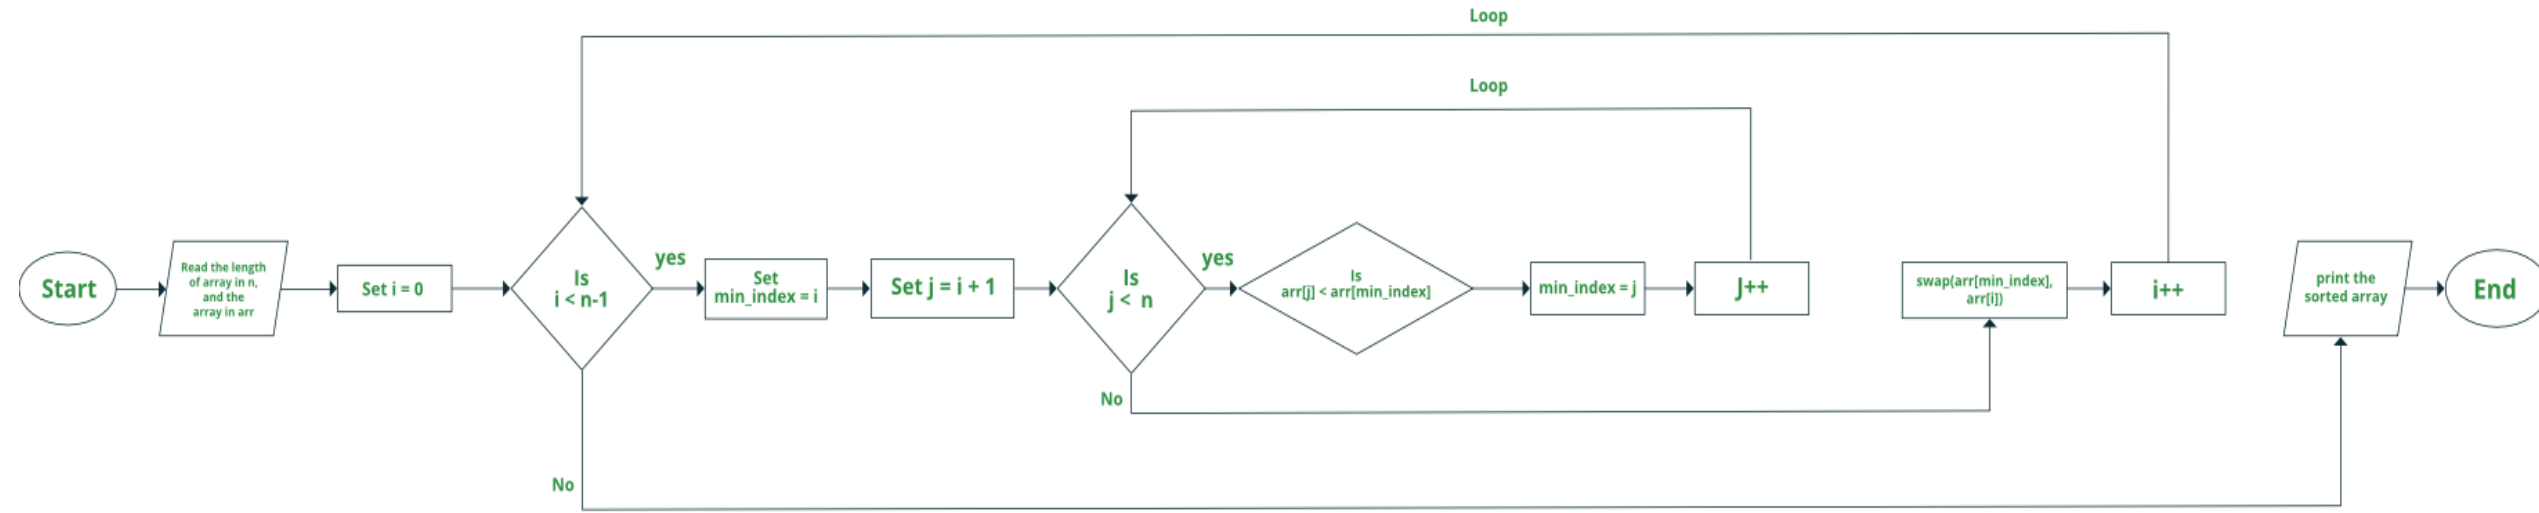 Loop
Loop
Start
Read the length
of array in n,
and the
array in arr
Set i = 0
Is
i < n-1
yes
Set
min_index = i
Set j = i + 1
Is
j < n
yes
Is
arr[j] < arr[min_index]
min_index = j
J++
swap(arr[min_index],
arr[i])
i++
print the
sorted array
End
No
No